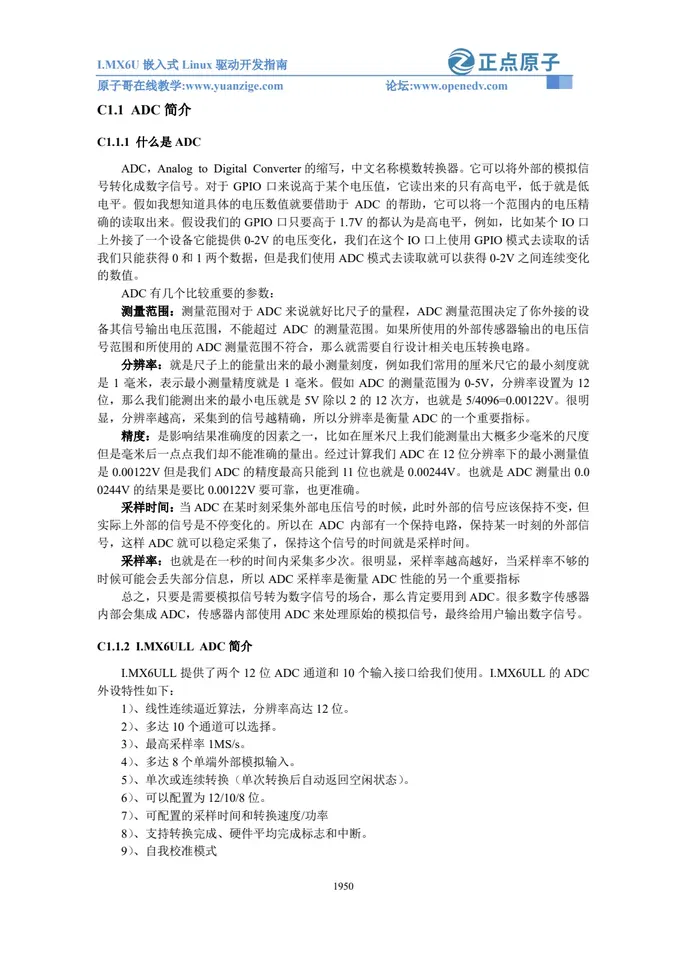 I.MX6U 嵌入式 Linux 驱动开发指南
正点原子
原子哥在线教学:www.yuanzige.com
论坛:www.openedv.com
C1.1 ADC 简介
C1.1.1 什么是 ADC
ADC，Analog to Digital Converter 的缩写，中文名称模数转换器。它可以将外部的模拟信
号转化成数字信号。对于 GPIO 口来说高于某个电压值，它读出来的只有高电平，低于就是低
电平。假如我想知道具体的电压数值就要借助于 ADC 的帮助，它可以将一个范围内的电压精
确的读取出来。假设我们的 GPIO 口只要高于 1.7V 的都认为是高电平，例如，比如某个 IO 口
上外接了一个设备它能提供 0-2V 的电压变化，我们在这个 IO 口上使用 GPIO 模式去读取的话
我们只能获得 0 和 1 两个数据，但是我们使用 ADC 模式去读取就可以获得 0-2V 之间连续变化
的数值。
ADC 有几个比较重要的参数：
测量范围：测量范围对于 ADC 来说就好比尺子的量程，ADC 测量范围决定了你外接的设
备其信号输出电压范围，不能超过 ADC 的测量范围。如果所使用的外部传感器输出的电压信
号范围和所使用的 ADC 测量范围不符合，那么就需要自行设计相关电压转换电路。
分辨率：就是尺子上的能量出来的最小测量刻度，例如我们常用的厘米尺它的最小刻度就
是 1 毫米，表示最小测量精度就是 1 毫米。假如 ADC 的测量范围为 0-5V，分辨率设置为 12
位，那么我们能测出来的最小电压就是 5V 除以 2 的 12 次方，也就是 5/4096=0.00122V。很明
显，分辨率越高，采集到的信号越精确，所以分辨率是衡量 ADC 的一个重要指标。
精度：是影响结果准确度的因素之一，比如在厘米尺上我们能测量出大概多少毫米的尺度
但是毫米后一点点我们却不能准确的量出。经过计算我们 ADC 在 12 位分辨率下的最小测量值
是 0.00122V 但是我们 ADC 的精度最高只能到 11 位也就是 0.00244V。也就是 ADC 测量出 0.0
0244V 的结果是要比 0.00122V 要可靠，也更准确。
采样时间：当 ADC 在某时刻采集外部电压信号的时候，此时外部的信号应该保持不变，但
实际上外部的信号是不停变化的。所以在 ADC 内部有一个保持电路，保持某一时刻的外部信
号，这样 ADC 就可以稳定采集了，保持这个信号的时间就是采样时间。
采样率：也就是在一秒的时间内采集多少次。很明显，采样率越高越好，当采样率不够的
时候可能会丢失部分信息，所以 ADC 采样率是衡量 ADC 性能的另一个重要指标
总之，只要是需要模拟信号转为数字信号的场合，那么肯定要用到 ADC。很多数字传感器
内部会集成 ADC，传感器内部使用 ADC 来处理原始的模拟信号，最终给用户输出数字信号。
C1.1.2 I.MX6ULL ADC 简介
I.MX6ULL 提供了两个 12 位 ADC 通道和 10 个输入接口给我们使用。I.MX6ULL 的 ADC
外设特性如下：
1）、线性连续逼近算法，分辨率高达 12 位。
2）、多达 10 个通道可以选择。
3）、最高采样率 1MS/s。
4）、多达 8 个单端外部模拟输入。
5）、单次或连续转换（单次转换后自动返回空闲状态）。
6）、可以配置为 12/10/8 位。
7）、可配置的采样时间和转换速度/功率
8）、支持转换完成、硬件平均完成标志和中断。
9）、自我校准模式
1950